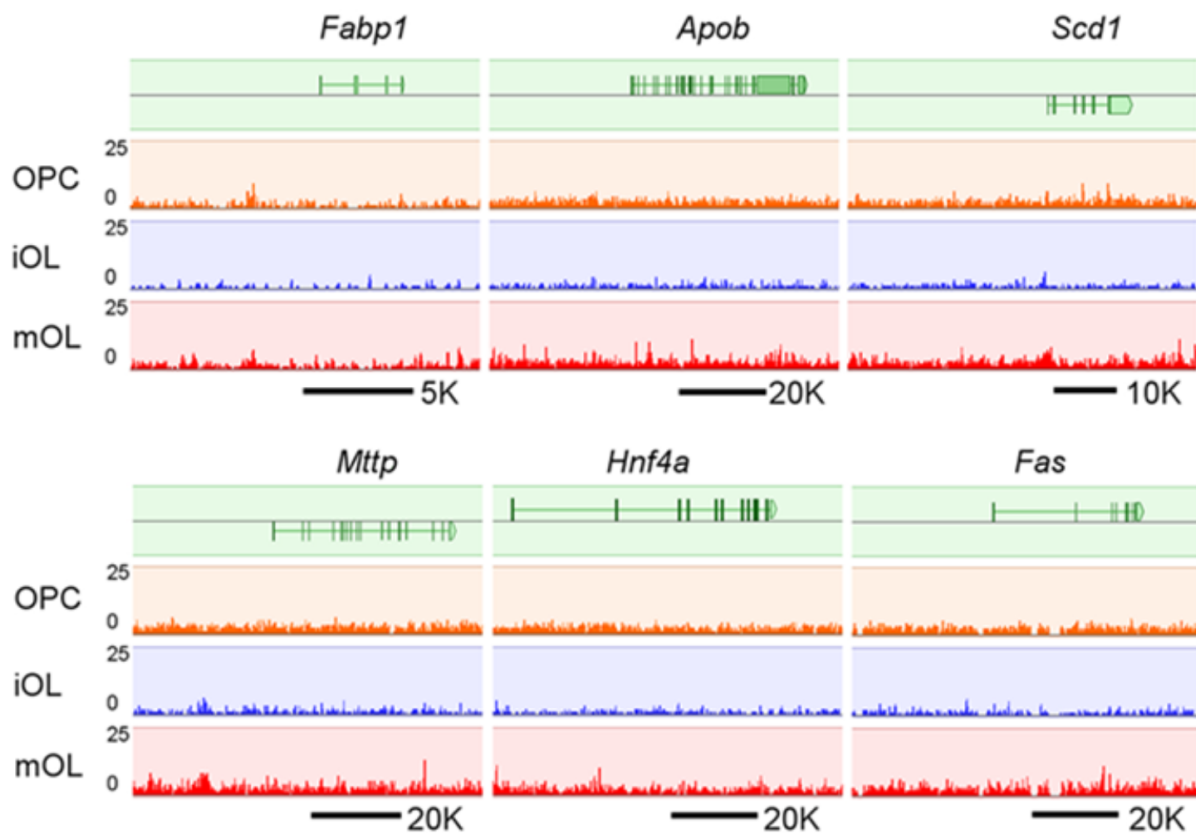 Fabp1 Apob Scd1
OPC 25 0
iOL 25 0
mOL 25 0
5K 20K 10K
Mttp Hnf4a Fas
OPC 25 0
iOL 25 0
mOL 25 0
20K 20K 20K